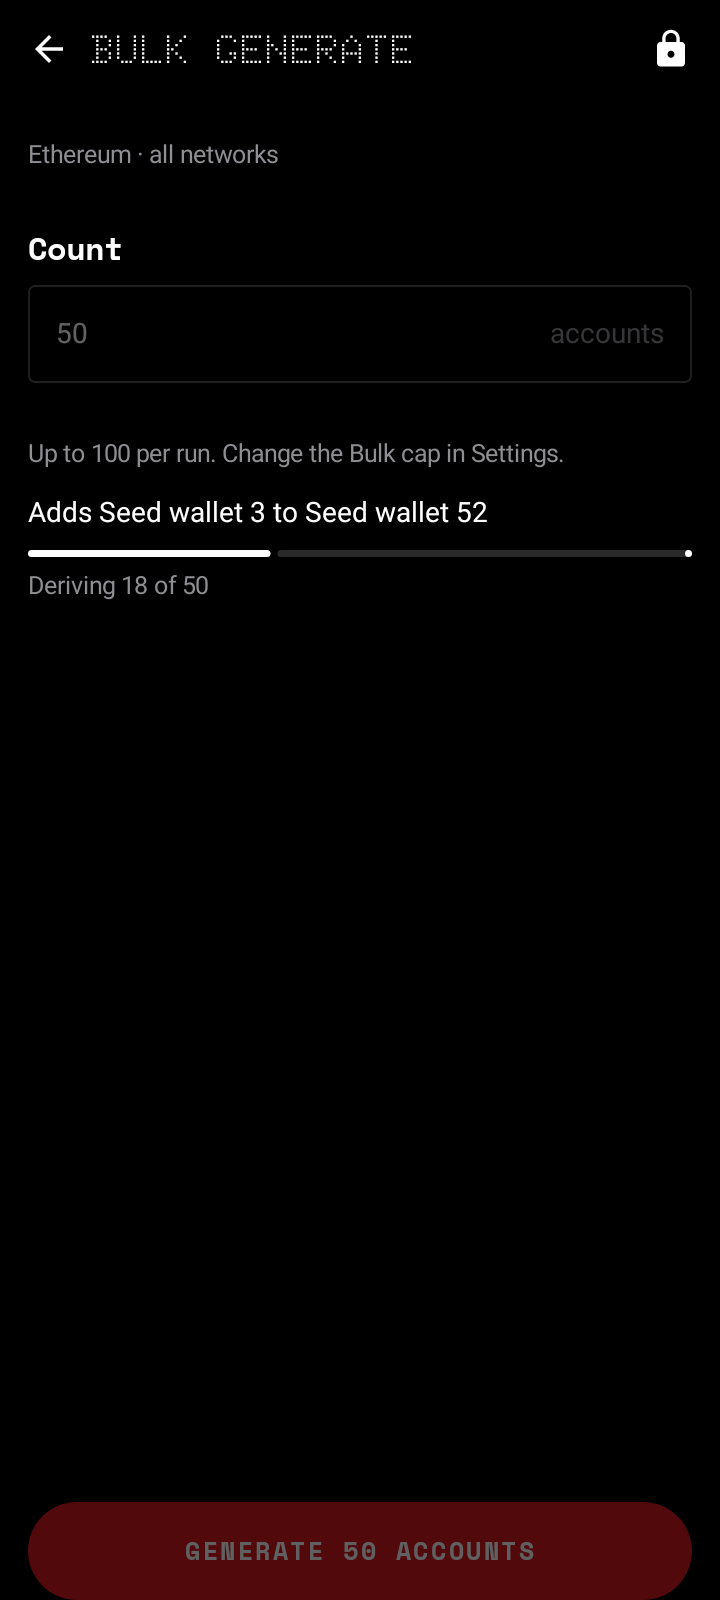 BULK GENERATE
Ethereum · all networks
Count
50 accounts
Up to 100 per run. Change the Bulk cap in Settings.
Adds Seed wallet 3 to Seed wallet 52
Deriving 18 of 50
GENERATE 50 ACCOUNTS